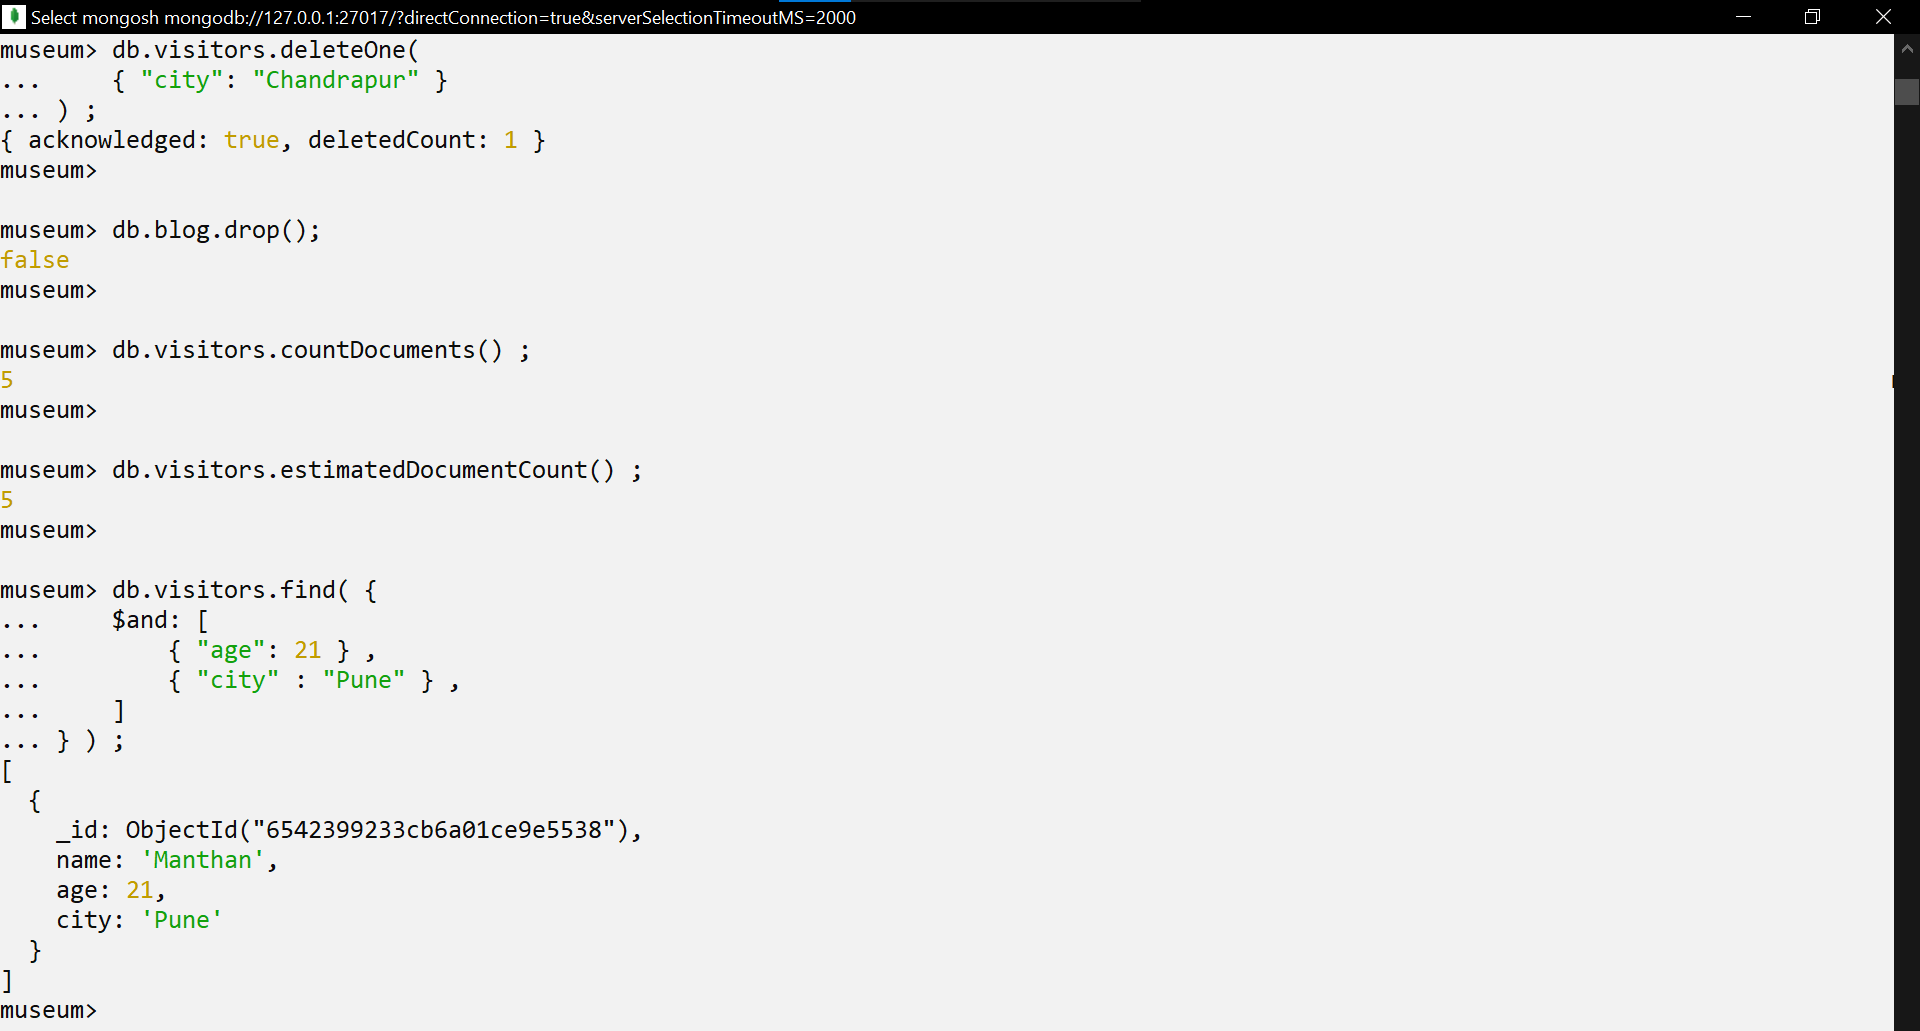 Select mongosh mongodb://127.0.0.1:27017/?directConnection=true&serverSelectionTimeoutMS=2000
museum> db.visitors.deleteOne(
...     { "city": "Chandrapur" }
... ) ;
{ acknowledged: true, deletedCount: 1 }
museum>
museum> db.blog.drop();
false
museum>
museum> db.visitors.countDocuments() ;
5
museum>
museum> db.visitors.estimatedDocumentCount() ;
5
museum>
museum> db.visitors.find( {
...     $and: [
...         { "age": 21 } ,
...         { "city" : "Pune" } ,
...     ]
... } ) ;
[
  {
    _id: ObjectId("6542399233cb6a01ce9e5538"),
    name: 'Manthan',
    age: 21,
    city: 'Pune'
  }
]
museum>